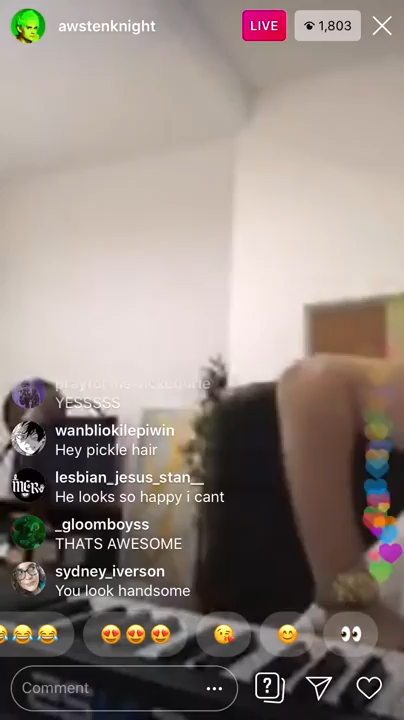 awstenknight
LIVE
1,803
YESSSSS
wanbliokilepiwin
Hey pickle hair
lesbian_jesus_stan__
He looks so happy i cant
_gloomboyss
THATS AWESOME
sydney_iverson
You look handsome
Comment